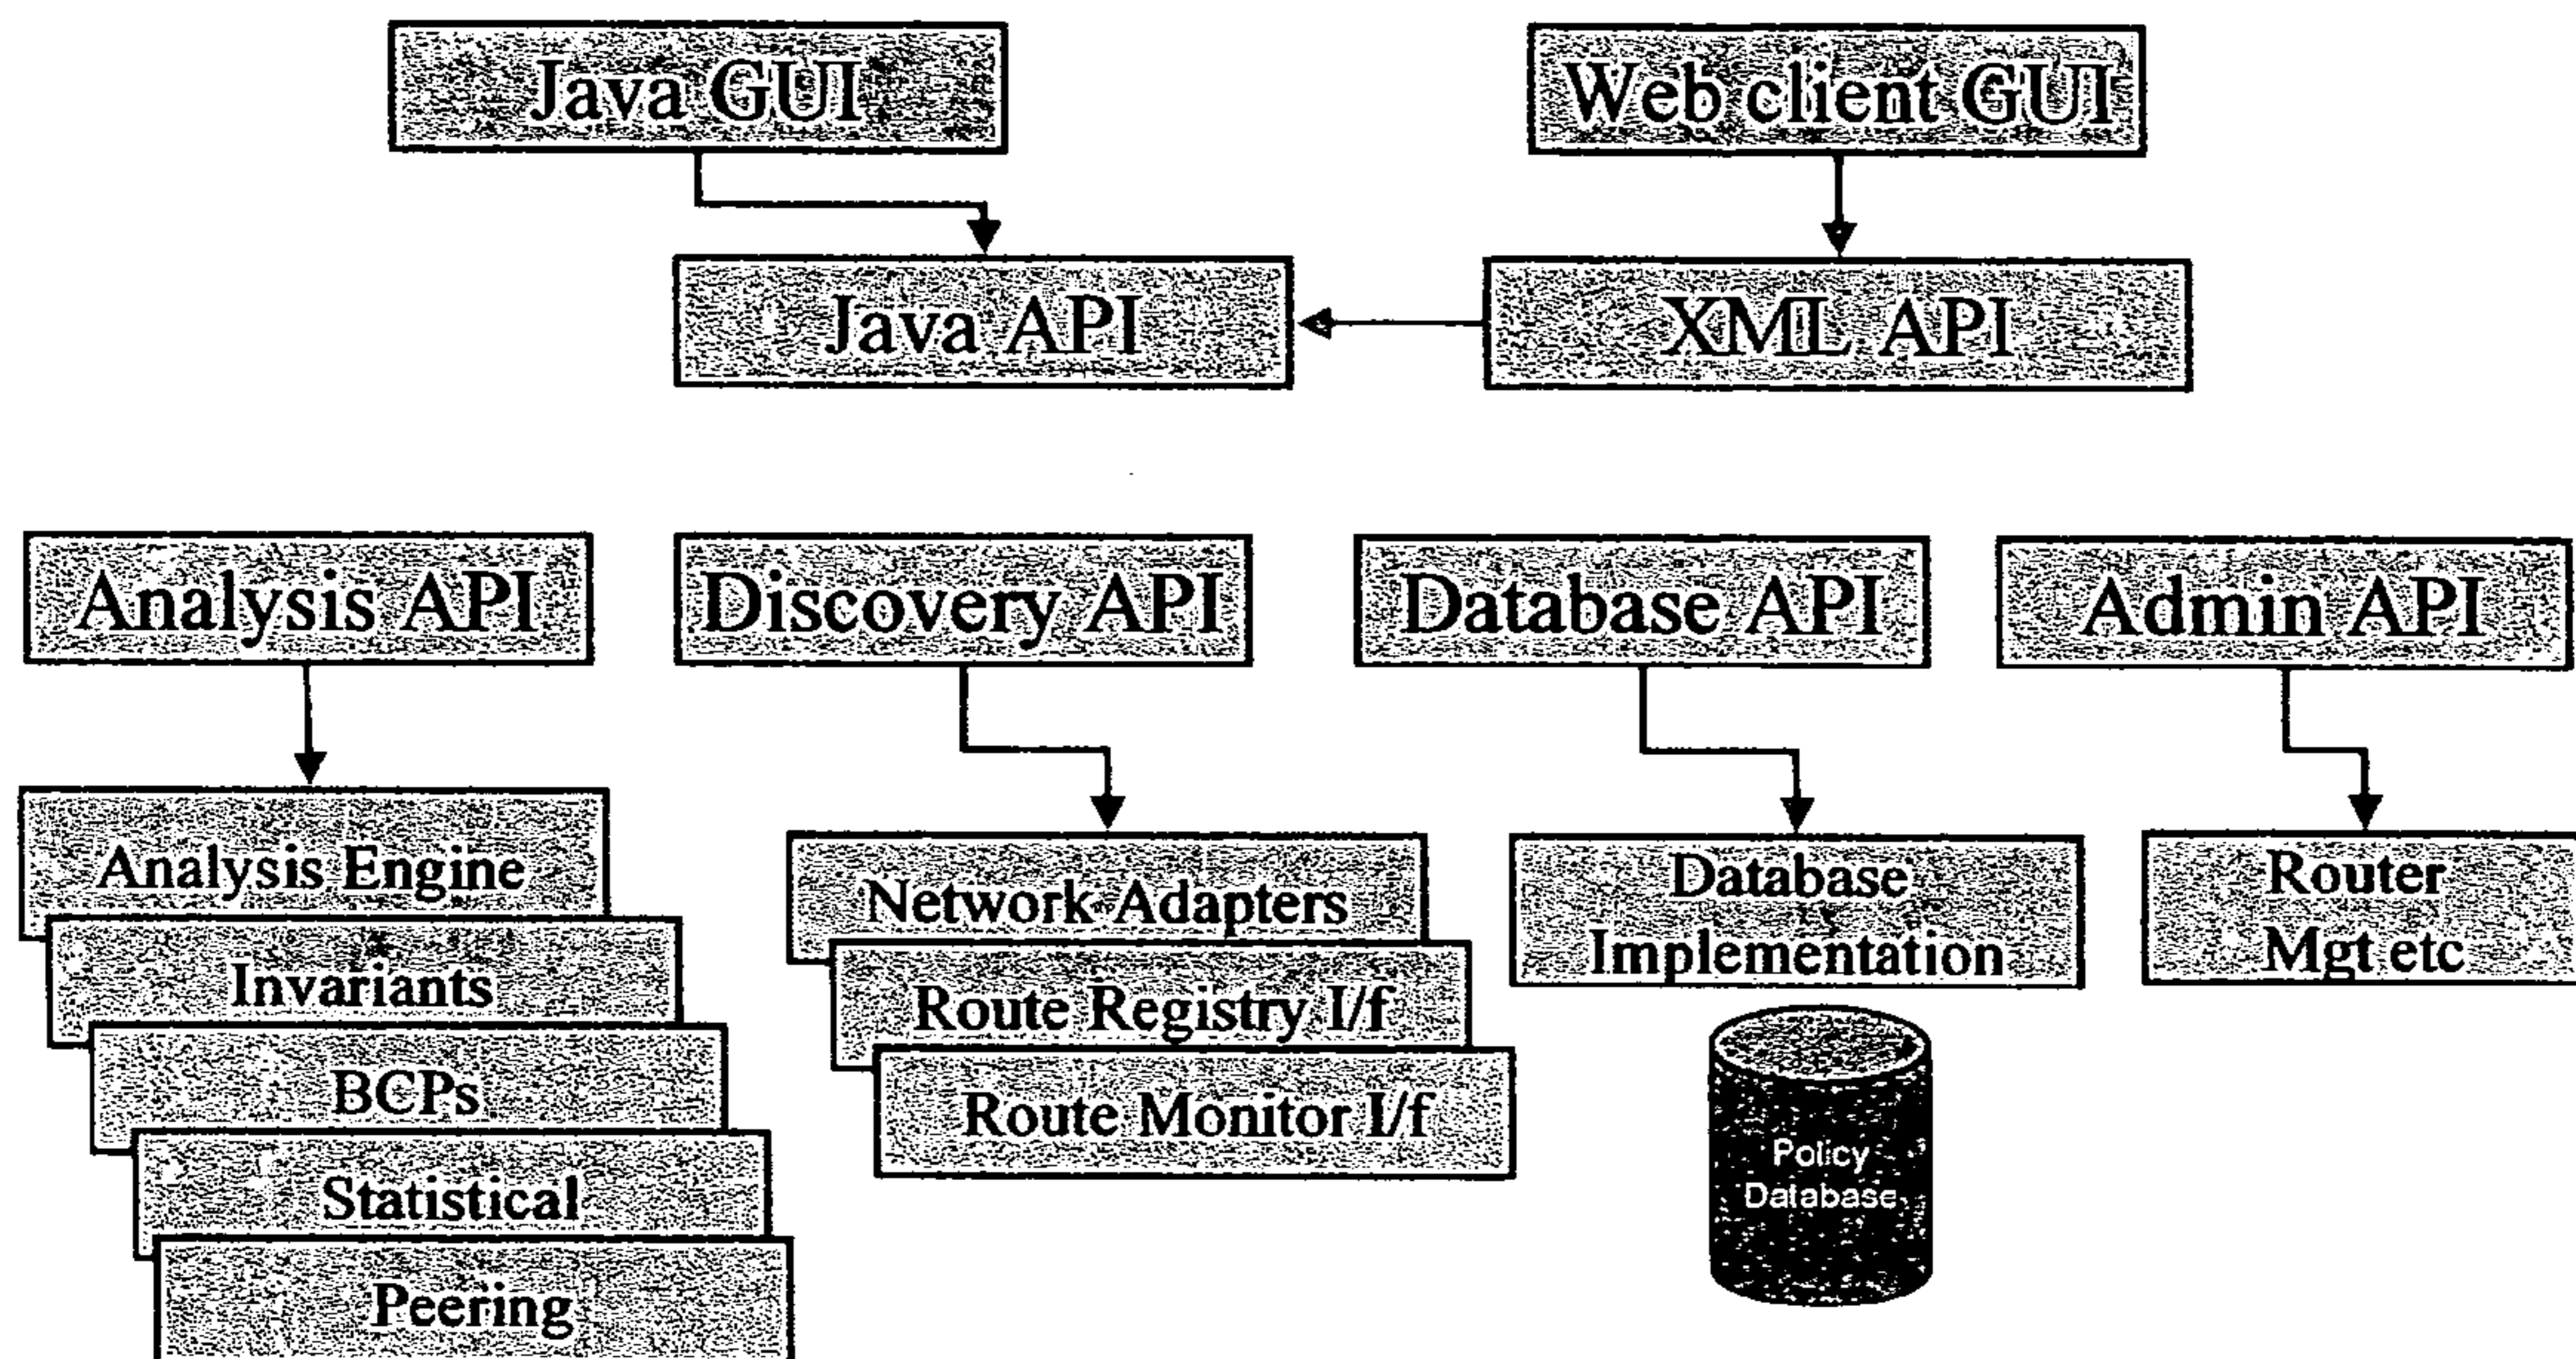 Java GUI
Web client GUI
Java API
XML API
Analysis API
Discovery API
Database API
Admin API
Analysis Engine
Invariants
BCPs
Statistical
Peering
Network Adapters
Route Registry I/f
Route Monitor I/f
Database
Implementation
Policy
Database
Router
Mgt etc